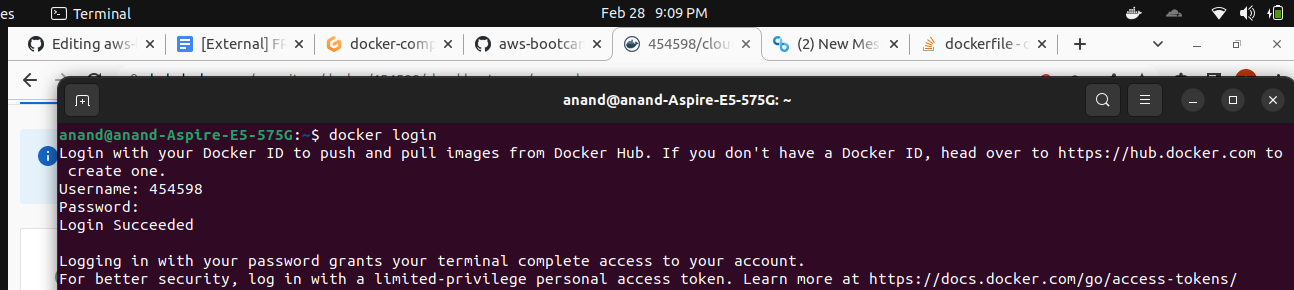 es Terminal Feb 28 9:09 PM
Editing aws- [External] docker-comp aws-bootcar 454598/clou (2) New Mes dockerfile -
anand@anand-Aspire-E5-575G: ~
anand@anand-Aspire-E5-575G:~$ docker login
Login with your Docker ID to push and pull images from Docker Hub. If you don't have a Docker ID, head over to https://hub.docker.com to
create one.
Username: 454598
Password:
Login Succeeded
Logging in with your password grants your terminal complete access to your account.
For better security, log in with a limited-privilege personal access token. Learn more at https://docs.docker.com/go/access-tokens/